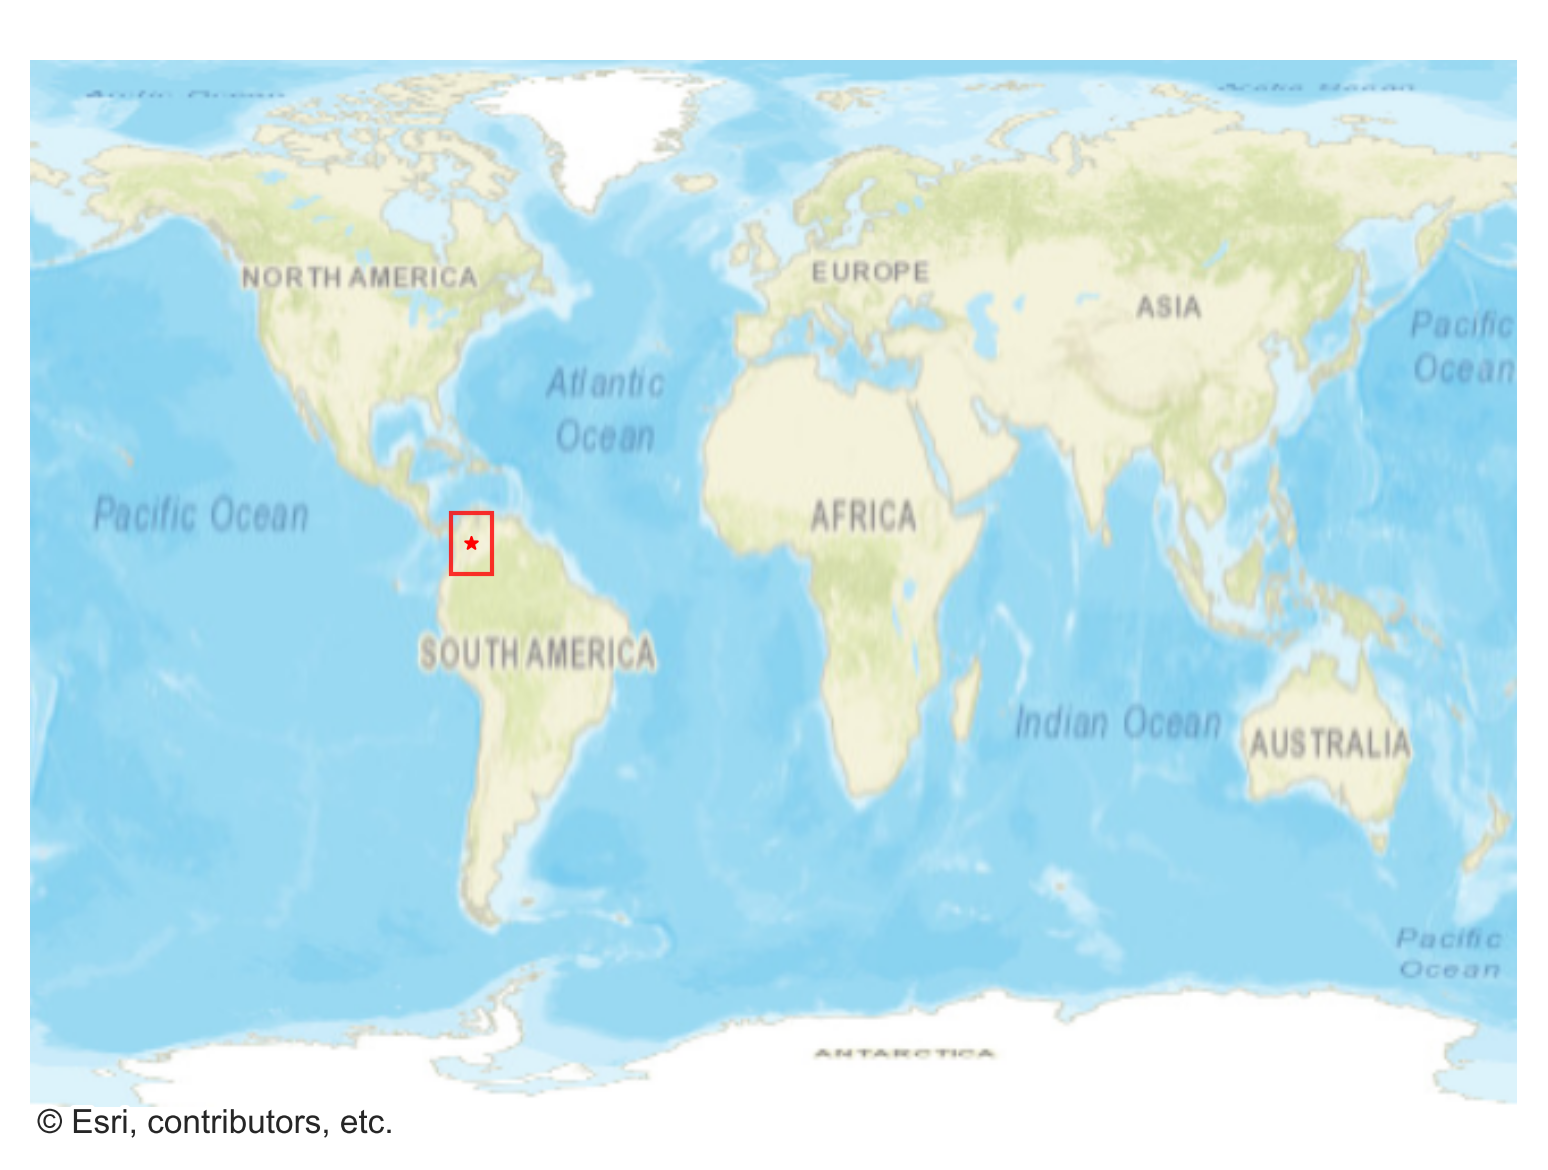 Arctic Ocean
Arctic Ocean
NORTH AMERICA
EUROPE
ASIA
Pacific
Ocean
Atlantic
Ocean
Pacific Ocean
AFRICA
SOUTH AMERICA
Indian Ocean
AUSTRALIA
Pacific
Ocean
ANTARCTICA
© Esri, contributors, etc.